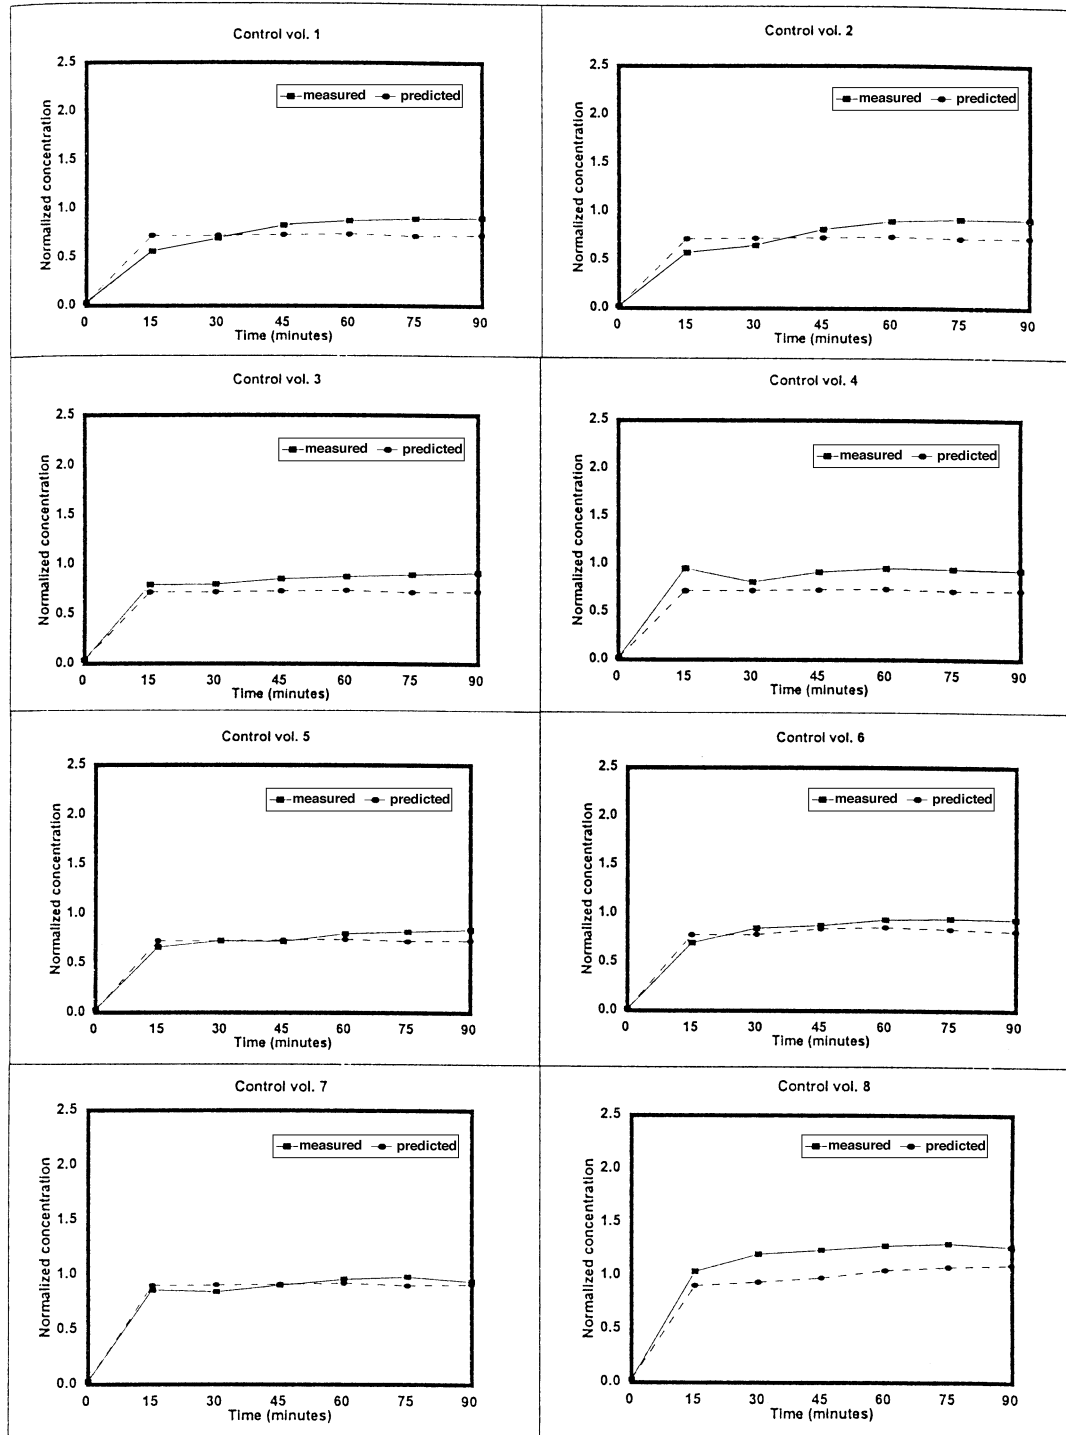 Control vol. 1
2.5
2.0
1.5
1.0
0.5
0.0
Normalized concentration
measured predicted
0 15 30 45 60 75 90
Time (minutes)
Control vol. 2
2.5
2.0
1.5
1.0
0.5
0.0
Normalized concentration
measured predicted
0 15 30 45 60 75 90
Time (minutes)
Control vol. 3
2.5
2.0
1.5
1.0
0.5
0.0
Normalized concentration
measured predicted
0 15 30 45 60 75 90
Time (minutes)
Control vol. 4
2.5
2.0
1.5
1.0
0.5
0.0
Normalized concentration
measured predicted
0 15 30 45 60 75 90
Time (minutes)
Control vol. 5
2.5
2.0
1.5
1.0
0.5
0.0
Normalized concentration
measured predicted
0 15 30 45 60 75 90
Time (minutes)
Control vol. 6
2.5
2.0
1.5
1.0
0.5
0.0
Normalized concentration
measured predicted
0 15 30 45 60 75 90
Time (minutes)
Control vol. 7
2.5
2.0
1.5
1.0
0.5
0.0
Normalized concentration
measured predicted
0 15 30 45 60 75 90
Time (minutes)
Control vol. 8
2.5
2.0
1.5
1.0
0.5
0.0
Normalized concentration
measured predicted
0 15 30 45 60 75 90
Time (minutes)